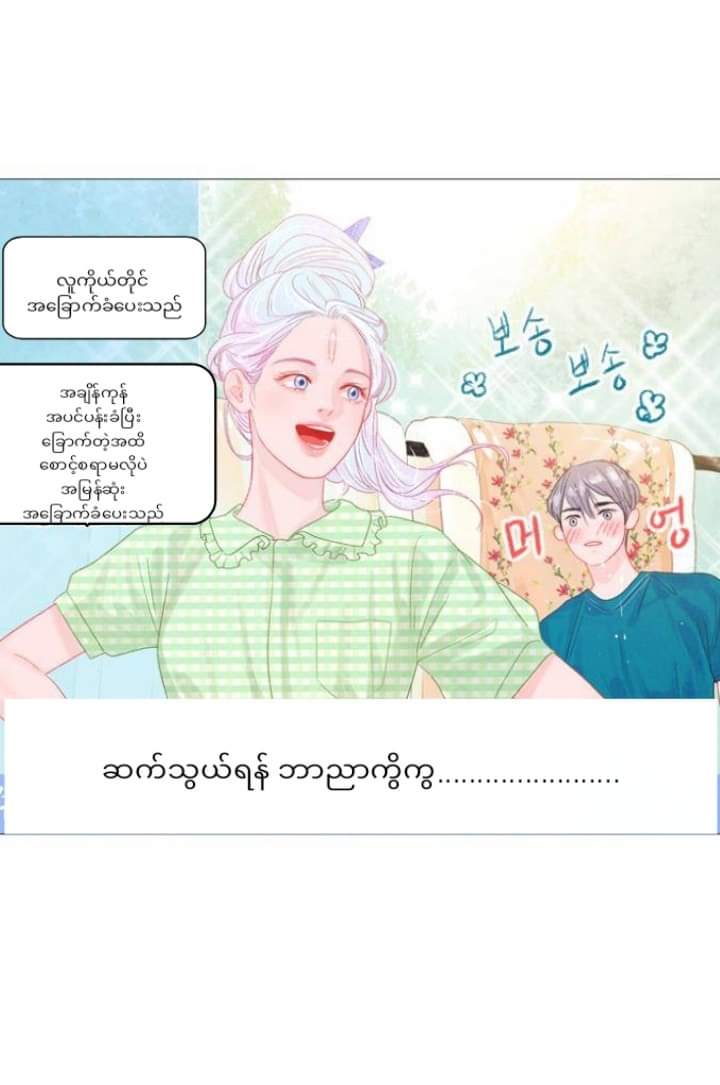 လူကိုယ်တိုင်
အခြောက်ခံပေးသည်
အချိန်ကုန်
အပင်ပန်းခံပြီး
ခြောက်တဲ့အထိ
စောင့်စရာမလိုပဲ
အမြန်ဆုံး
အခြောက်ခံပေးသည်
뽀송
뽀송
머 엉
ဆက်သွယ်ရန် ဘာညာကွိကွ........................